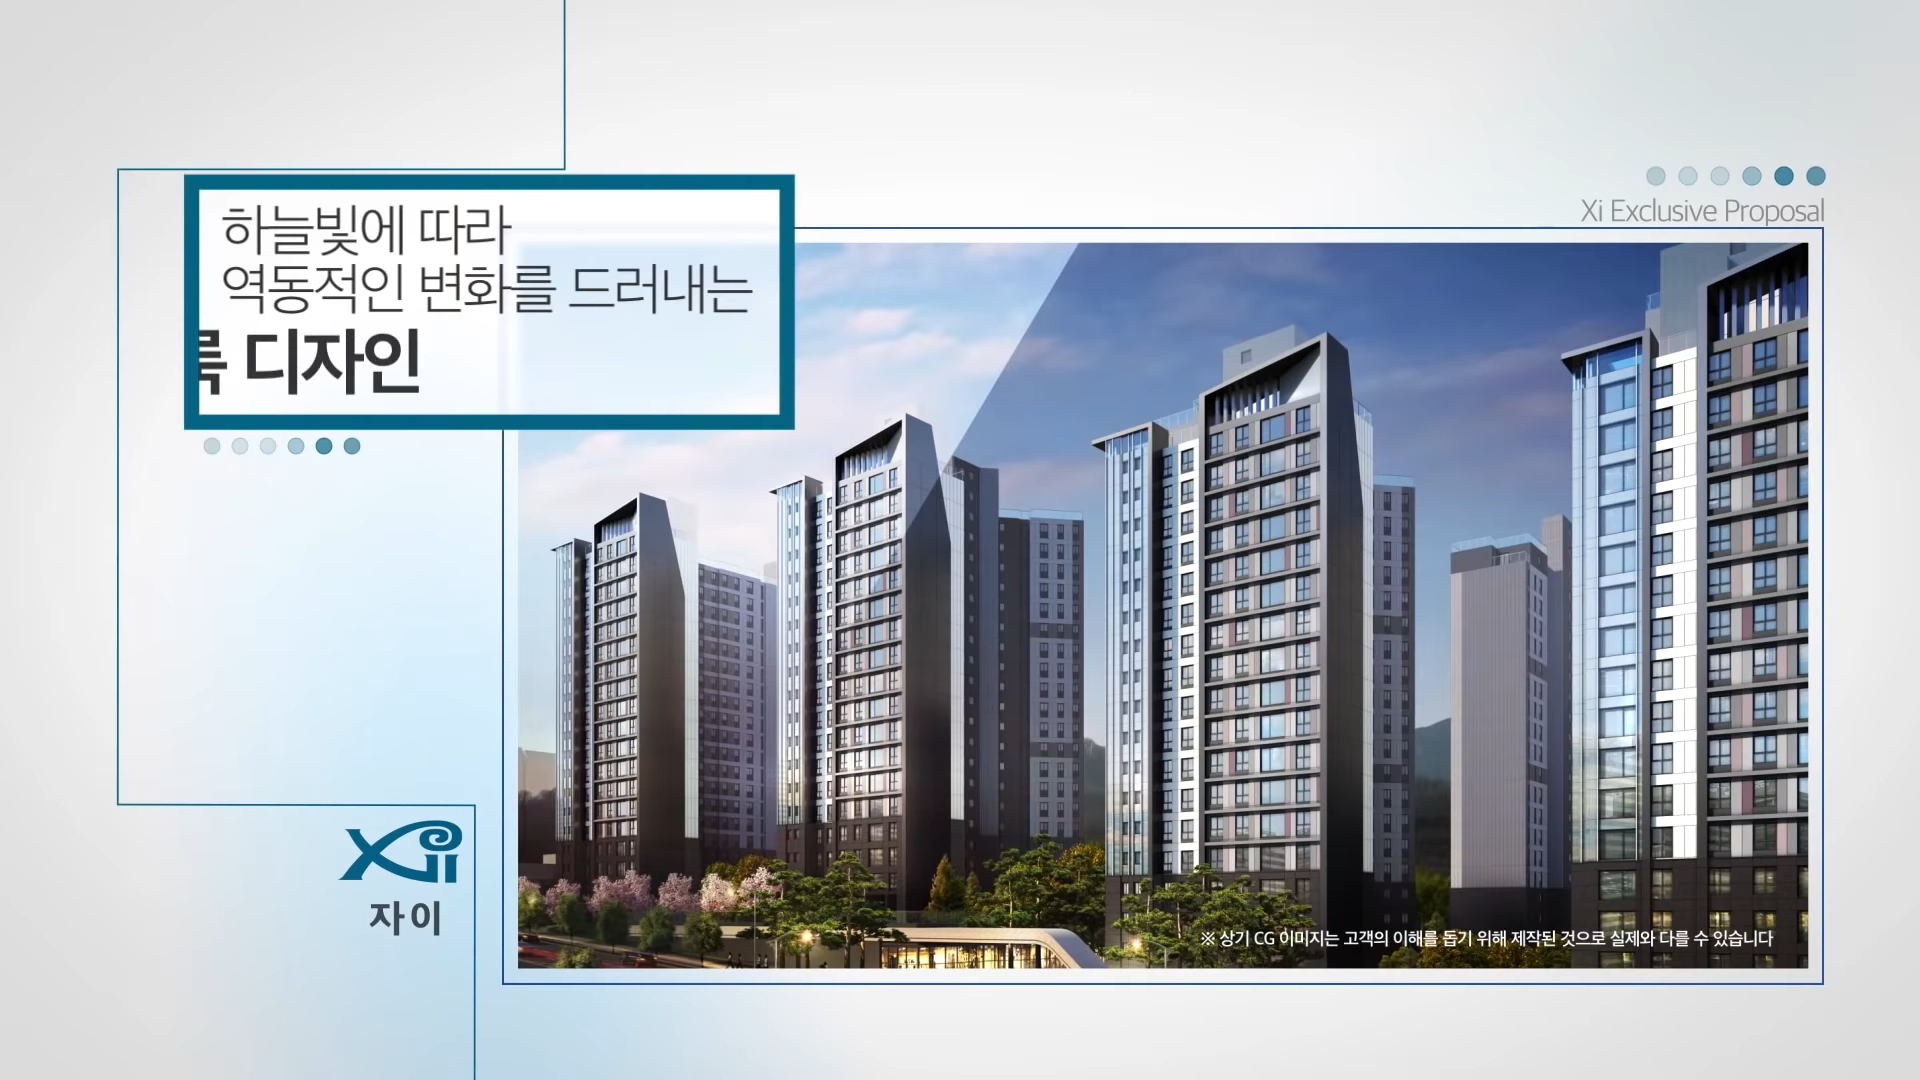 하늘빛에 따라
역동적인 변화를 드러내는
디자인
Xi Exclusive Proposal
Xi
자이
※ 상기 CG 이미지는 고객의 이해를 돕기 위해 제작된 것으로 실제와 다를 수 있습니다